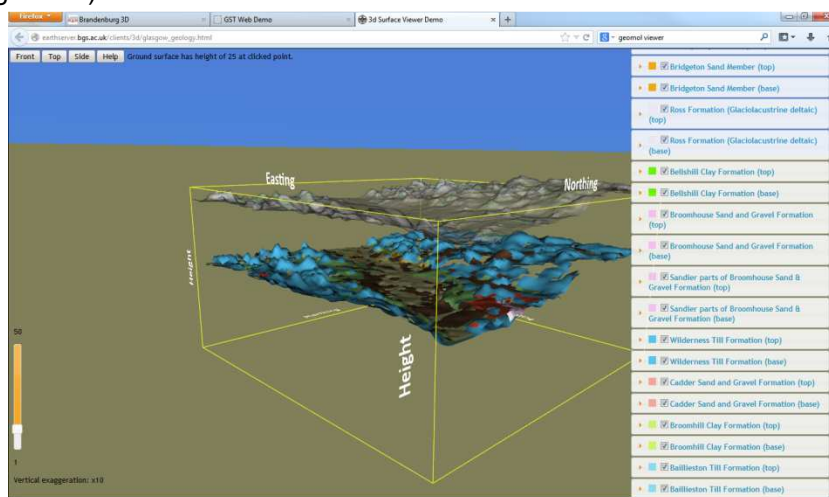 Firefox
Brandenburg 3D
GST Web Demo
3d Surface Viewer Demo
earthserver.bgs.ac.uk/clients/3d/glasgow_geology.html
geomol viewer
Front Top Side Help Ground surface has height of 25 at clicked point.
Bridgeton Sand Member (top)
Bridgeton Sand Member (base)
Ross Formation (Glaciolacustrine deltaic)
(top)
Ross Formation (Glaciolacustrine deltaic)
(base)
Bellshill Clay Formation (top)
Bellshill Clay Formation (base)
Broomhouse Sand and Gravel Formation
(top)
Broomhouse Sand and Gravel Formation
(base)
Sandier parts of Broomhouse Sand &
Gravel Formation (top)
Sandier parts of Broomhouse Sand &
Gravel Formation (base)
Wilderness Till Formation (top)
Wilderness Till Formation (base)
Cadder Sand and Gravel Formation (top)
Cadder Sand and Gravel Formation (base)
Broomhill Clay Formation (top)
Broomhill Clay Formation (base)
Baillieston Till Formation (top)
Baillieston Till Formation (base)
Easting
Northing
Height
Height
50
1
Vertical exaggeration: x10